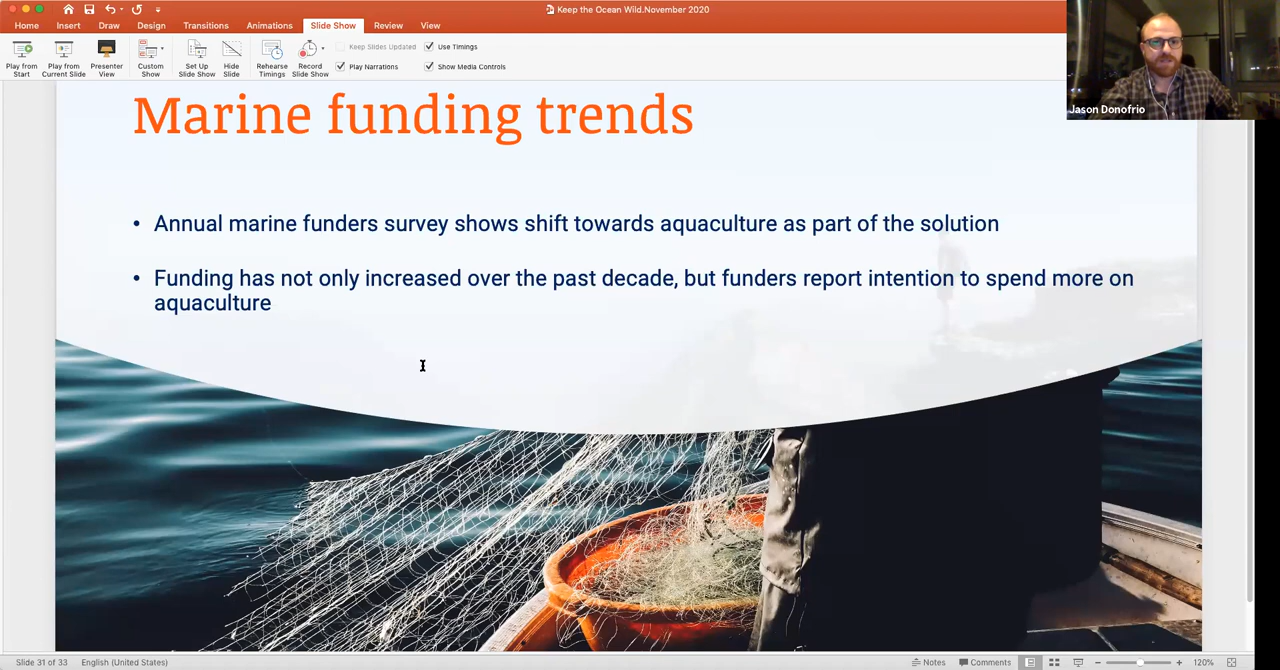 Keep the Ocean Wild.November 2020
Home Insert Draw Design Transitions Animations Slide Show Review View
Play from Start
Play from Current Slide
Presenter View
Custom Show
Set Up Slide Show
Hide Slide
Rehearse Timings
Record Slide Show
Keep Slides Updated
Use Timings
Play Narrations
Show Media Controls
Jason Donofrio
Marine funding trends
• Annual marine funders survey shows shift towards aquaculture as part of the solution
• Funding has not only increased over the past decade, but funders report intention to spend more on
aquaculture
Slide 31 of 33 English (United States) Notes Comments 120%